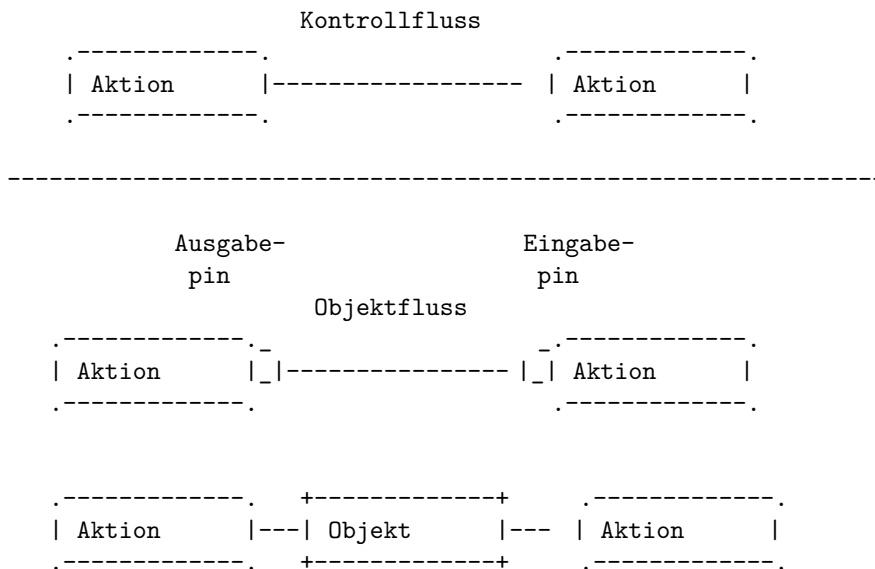 Kontrollfluss
Aktion Aktion
Ausgabe- Eingabe-
pin pin
Objektfluss
Aktion Aktion
Aktion Objekt Aktion